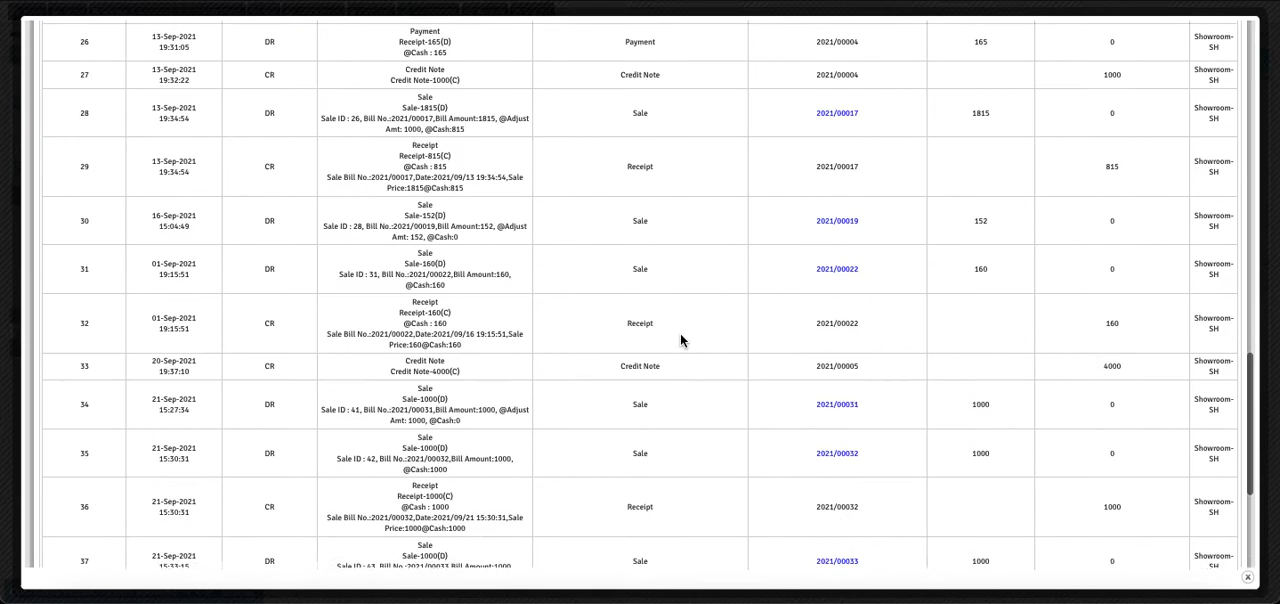 26 13-Sep-2021 19:31:05 DR Payment Receipt-165(D) @Cash : 165 Payment 2021/00004 165 0 Showroom-SH
27 13-Sep-2021 19:32:22 CR Credit Note Credit Note-1000(C) Credit Note 2021/00004 1000 Showroom-SH
28 13-Sep-2021 19:34:54 DR Sale Sale-1815(D) Sale ID : 26, Bill No.:2021/00017,Bill Amount:1815, @Adjust Amt: 1000, @Cash:815 Sale 2021/00017 1815 0 Showroom-SH
29 13-Sep-2021 19:34:54 CR Receipt Receipt-815(C) @Cash : 815 Sale Bill No.:2021/00017,Date:2021/09/13 19:34:54,Sale Price:1815@Cash:815 Receipt 2021/00017 815 Showroom-SH
30 16-Sep-2021 15:04:49 DR Sale Sale-152(D) Sale ID : 28, Bill No.:2021/00019,Bill Amount:152, @Adjust Amt: 152, @Cash:0 Sale 2021/00019 152 0 Showroom-SH
31 01-Sep-2021 19:15:51 DR Sale Sale-160(D) Sale ID : 31, Bill No.:2021/00022,Bill Amount:160, @Cash:160 Sale 2021/00022 160 0 Showroom-SH
32 01-Sep-2021 19:15:51 CR Receipt Receipt-160(C) @Cash : 160 Sale Bill No.:2021/00022,Date:2021/09/16 19:15:51,Sale Price:160@Cash:160 Receipt 2021/00022 160 Showroom-SH
33 20-Sep-2021 19:37:10 CR Credit Note Credit Note-4000(C) Credit Note 2021/00005 4000 Showroom-SH
34 21-Sep-2021 15:27:34 DR Sale Sale-1000(D) Sale ID : 41, Bill No.:2021/00031,Bill Amount:1000, @Adjust Amt: 1000, @Cash:0 Sale 2021/00031 1000 0 Showroom-SH
35 21-Sep-2021 15:30:31 DR Sale Sale-1000(D) Sale ID : 42, Bill No.:2021/00032,Bill Amount:1000, @Cash:1000 Sale 2021/00032 1000 0 Showroom-SH
36 21-Sep-2021 15:30:31 CR Receipt Receipt-1000(C) @Cash : 1000 Sale Bill No.:2021/00032,Date:2021/09/21 15:30:31,Sale Price:1000@Cash:1000 Receipt 2021/00032 1000 Showroom-SH
37 21-Sep-2021 15:33:15 DR Sale Sale-1000(D) Sale ID : 43, Bill No.:2021/00033,Bill Amount:1000, Sale 2021/00033 1000 0 Showroom-SH